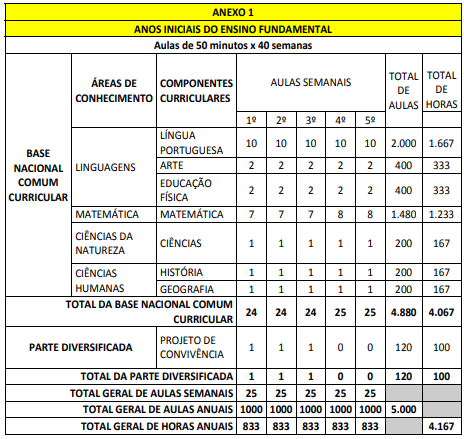 ANEXO 1
ANOS INICIAIS DO ENSINO FUNDAMENTAL
Aulas de 50 minutos x 40 semanas
BASE
NACIONAL
COMUM
CURRICULAR
ÁREAS DE
CONHECIMENTO
COMPONENTES
CURRICULARES
AULAS SEMANAIS
TOTAL
DE
AULAS
TOTAL
DE
HORAS
1º 2º 3º 4º 5º
LINGUAGENS
LÍNGUA
PORTUGUESA
10 10 10 10 10 2.000 1.667
ARTE 2 2 2 2 2 400 333
EDUCAÇÃO
FÍSICA
2 2 2 2 2 400 333
MATEMÁTICA MATEMÁTICA 7 7 7 8 8 1.480 1.233
CIÊNCIAS DA
NATUREZA
CIÊNCIAS 1 1 1 1 1 200 167
CIÊNCIAS
HUMANAS
HISTÓRIA 1 1 1 1 1 200 167
GEOGRAFIA 1 1 1 1 1 200 167
TOTAL DA BASE NACIONAL COMUM
CURRICULAR
24 24 24 25 25 4.880 4.067
PARTE DIVERSIFICADA
PROJETO DE
CONVIVÊNCIA
1 1 1 0 0 120 100
TOTAL DA PARTE DIVERSIFICADA 1 1 1 0 0 120 100
TOTAL GERAL DE AULAS SEMANAIS 25 25 25 25 25
TOTAL GERAL DE AULAS ANUAIS 1000 1000 1000 1000 1000 5.000
TOTAL GERAL DE HORAS ANUAIS 833 833 833 833 833 4.167